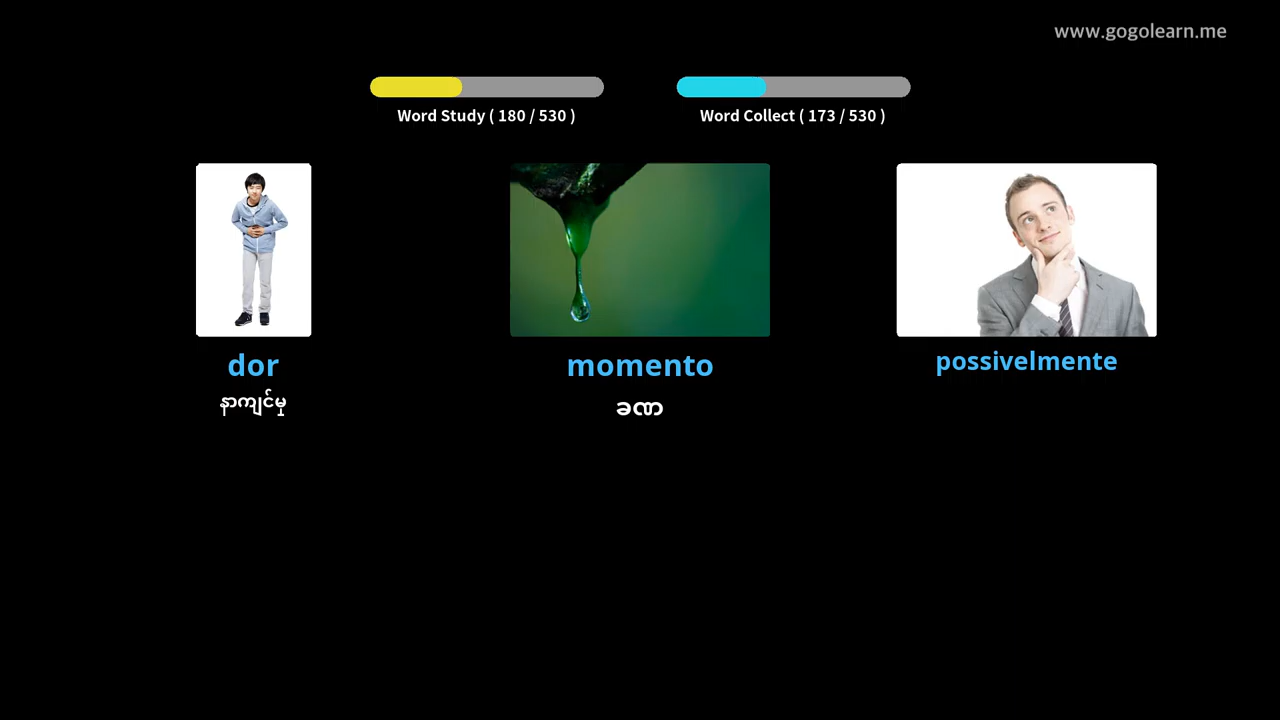 www.gogolearn.me
Word Study ( 180 / 530 )
Word Collect ( 173 / 530 )
dor
momento
possivelmente
နာကျင်မှု
ခဏ